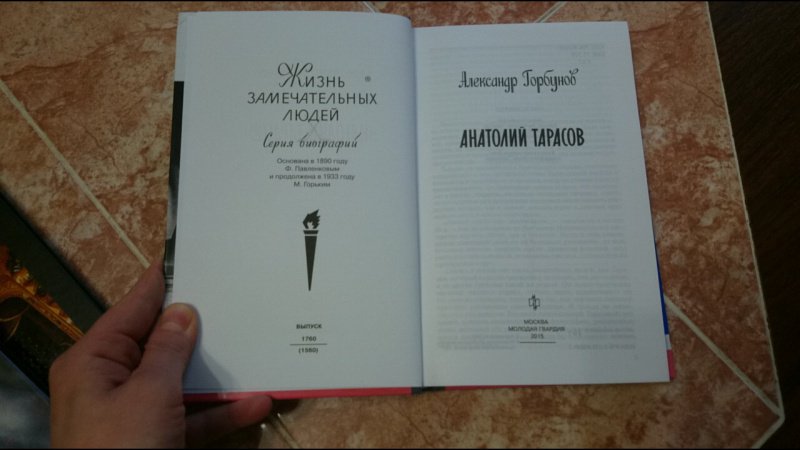 Жизнь ®
ЗАМЕЧАТЕЛЬНЫХ
ЛЮДЕЙ
Серия биографий
Основана в 1890 году
Ф. Павленковым
и продолжена в 1933 году
М. Горьким
ВЫПУСК
1760
(1560)
Александр Горбунов
АНАТОЛИЙ ТАРАСОВ
МОСКВА
МОЛОДАЯ ГВАРДИЯ
2015